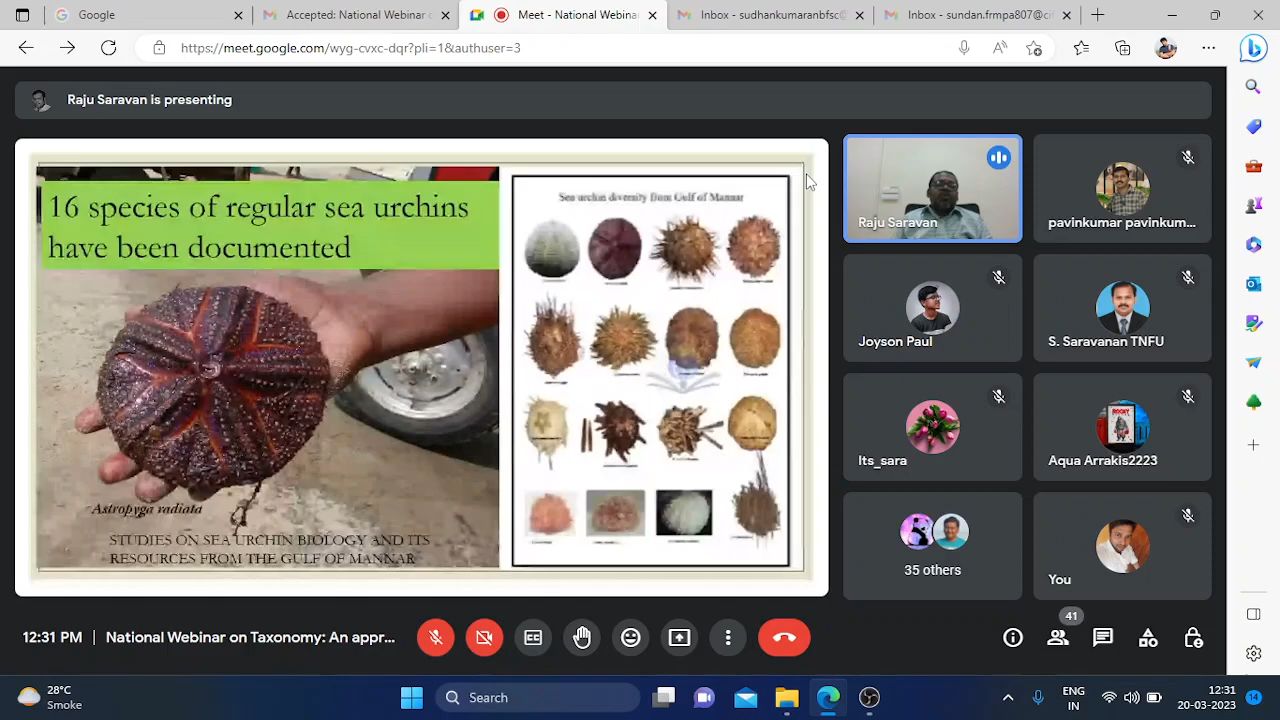 Google
Accepted: National Webinar c
Meet - National Webinar
Inbox - sudhankumaranbfsc@
Inbox - sundan.frmpa807@cif
https://meet.google.com/wyg-cvxc-dqr?pli=1&authuser=3
Raju Saravan is presenting
16 species of regular sea urchins
have been documented
Astropyga radiata
STUDIES ON SEA URCHIN BIOLOGY AND ITS
RESOURCES FROM THE GULF OF MANNAR
Sea urchin diversity from Gulf of Mannar
Raju Saravan
pavinkumar pavinkum...
Joyson Paul
S. Saravanan TNFU
Its_sara
Aqua Arrakis2223
35 others
You
12:31 PM | National Webinar on Taxonomy: An appr...
41
28°C
Smoke
Search
ENG
IN
12:31
20-03-2023
14